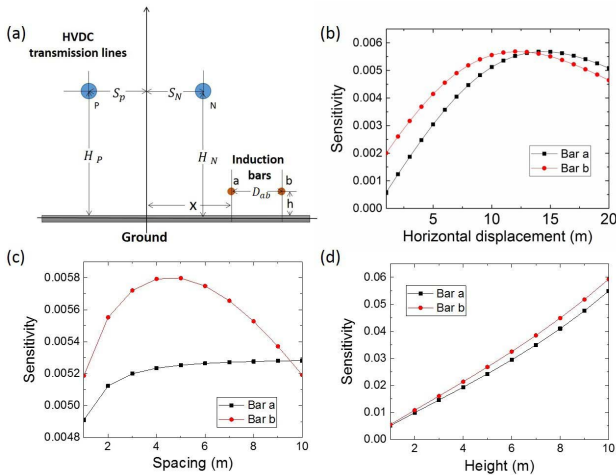 (a)
HVDC
transmission lines
S_p
S_N
P
N
H_P
H_N
Induction
bars
a
b
D_ab
X
h
Ground
(b)
0.006
0.005
0.004
0.003
0.002
0.001
0.000
Sensitivity
Bar a
Bar b
5
10
15
20
Horizontal displacement (m)
(c)
0.0058
0.0056
0.0054
0.0052
0.0050
0.0048
Sensitivity
Bar a
Bar b
2
4
6
8
10
Spacing (m)
(d)
0.06
0.05
0.04
0.03
0.02
0.01
0.00
Sensitivity
Bar a
Bar b
2
4
6
8
10
Height (m)